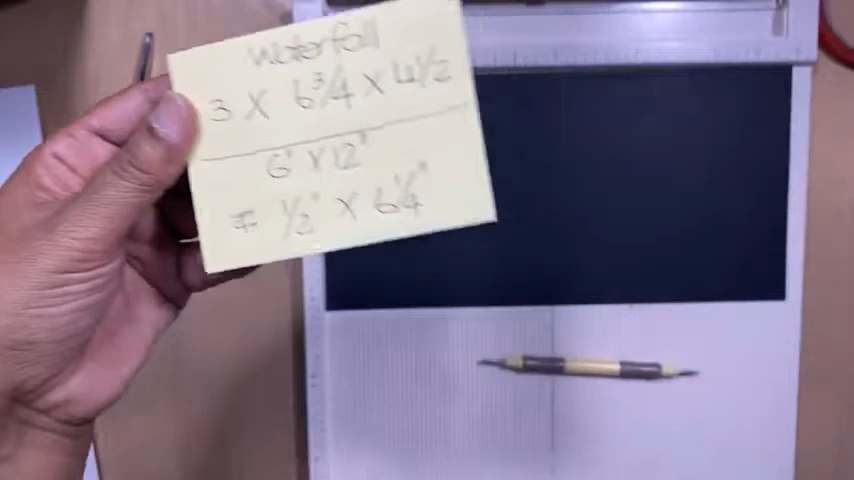 Waterfall
3 X 6 3/4 X 4 1/2
6" X 12"
1/2" X 6 1/4"